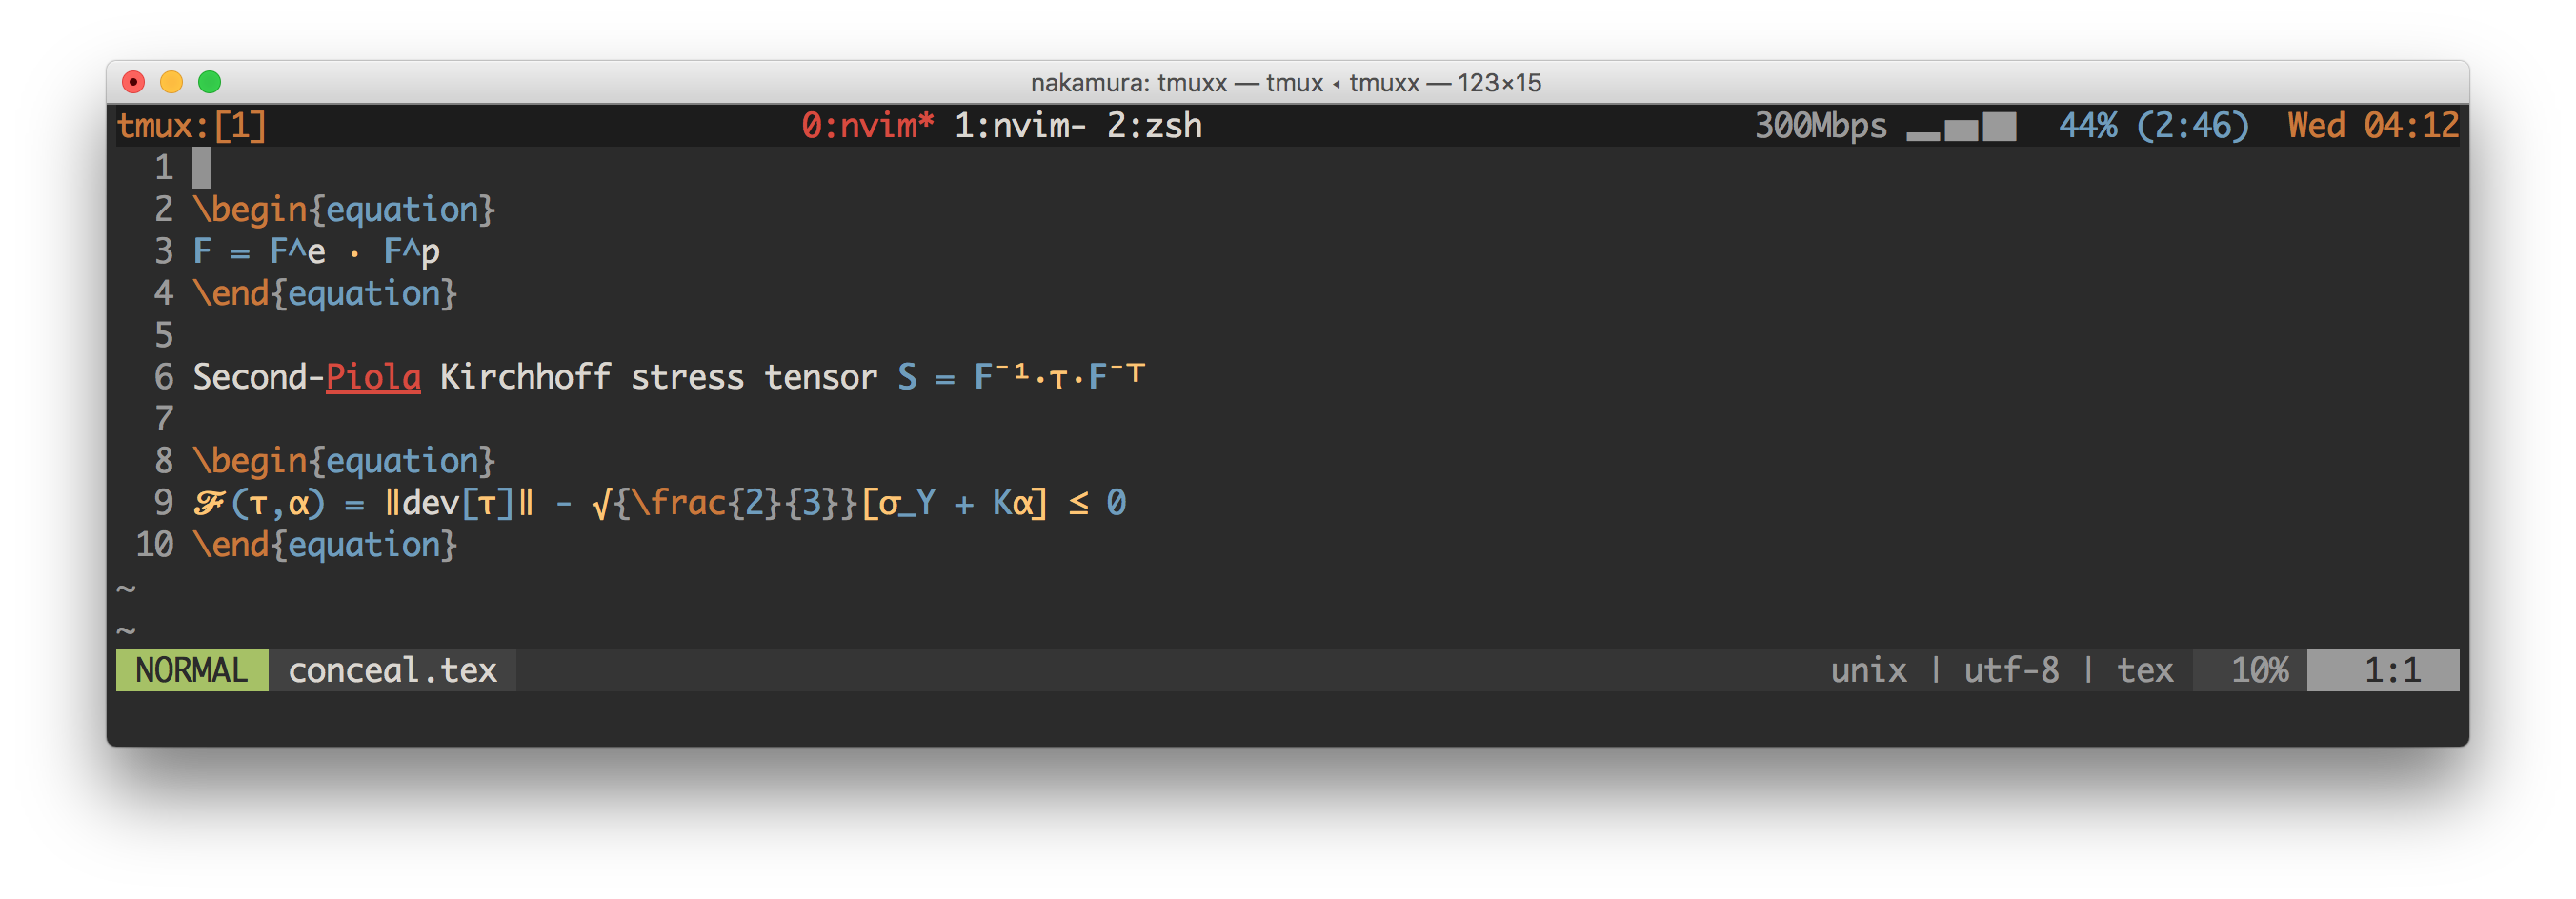 nakamura: tmuxx — tmux ◂ tmuxx — 123×15
tmux:[1] 0:nvim* 1:nvim- 2:zsh 300Mbps ▂▄▆ 44% (2:46) Wed 04:12
1
2 \begin{equation}
3 F = F^e · F^p
4 \end{equation}
5
6 Second-Piola Kirchhoff stress tensor S = F⁻¹·τ·F⁻ᵀ
7
8 \begin{equation}
9 ℱ(τ,α) = ‖dev[τ]‖ - √{\frac{2}{3}}[σ_Y + Kα] ≤ 0
10 \end{equation}
~
~
NORMAL conceal.tex unix | utf-8 | tex 10% 1:1